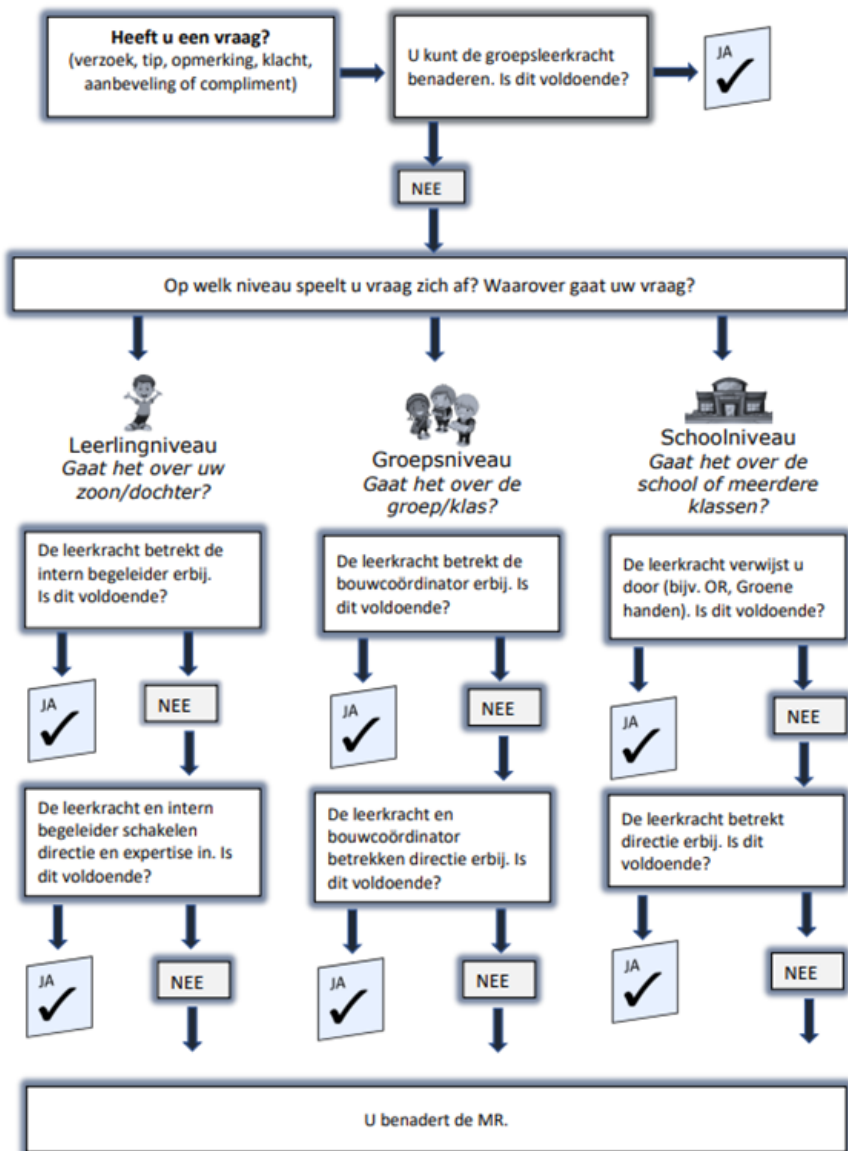 Heeft u een vraag?
(verzoek, tip, opmerking, klacht,
aanbeveling of compliment)
U kunt de groepsleerkracht
benaderen. Is dit voldoende?
JA
NEE
Op welk niveau speelt u vraag zich af? Waarover gaat uw vraag?
Leerlingniveau
Gaat het over uw
zoon/dochter?
Groepsniveau
Gaat het over de
groep/klas?
Schoolniveau
Gaat het over de
school of meerdere
klassen?
De leerkracht betrekt de
intern begeleider erbij.
Is dit voldoende?
De leerkracht betrekt de
bouwcoördinator erbij. Is
dit voldoende?
De leerkracht verwijst u
door (bijv. OR, Groene
handen). Is dit voldoende?
JA
NEE
JA
NEE
JA
NEE
De leerkracht en intern
begeleider schakelen
directie en expertise in. Is
dit voldoende?
De leerkracht en
bouwcoördinator
betrekken directie erbij. Is
dit voldoende?
De leerkracht betrekt
directie erbij. Is dit
voldoende?
JA
NEE
JA
NEE
JA
NEE
U benadert de MR.